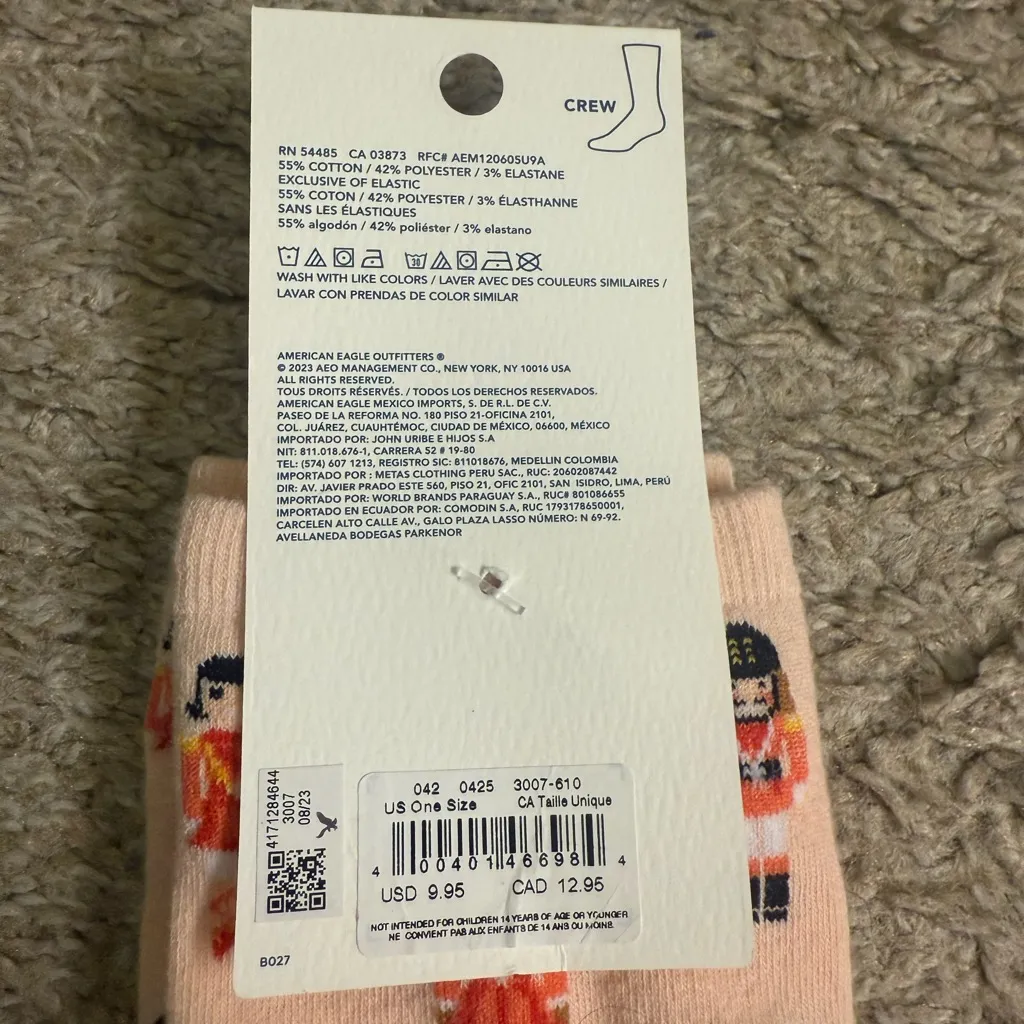 CREW
RN 54485 CA 03873 RFC# AEM12060SU9A
55% COTTON / 42% POLYESTER / 3% ELASTANE
EXCLUSIVE OF ELASTIC
55% COTON / 42% POLYESTER / 3% ÉLASTHANNE
SANS LES ÉLASTIQUES
55% algodón / 42% poliéster / 3% elastano
30
WASH WITH LIKE COLORS / LAVER AVEC DES COULEURS SIMILAIRES /
LAVAR CON PRENDAS DE COLOR SIMILAR
AMERICAN EAGLE OUTFITTERS ®
© 2023 AEO MANAGEMENT CO., NEW YORK, NY 10016 USA
ALL RIGHTS RESERVED.
TOUS DROITS RÉSERVÉS. / TODOS LOS DERECHOS RESERVADOS.
AMERICAN EAGLE MEXICO IMPORTS, S. DE R.L. DE C.V.
PASEO DE LA REFORMA NO. 180 PISO 21-OFICINA 2101,
COL. JUÁREZ, CUAUHTÉMOC, CIUDAD DE MÉXICO, 06600, MÉXICO
IMPORTADO POR: JOHN URIBE E HIJOS S.A
NIT: 811.018.676-1, CARRERA 52 # 19-80
TEL: (574) 607 1213, REGISTRO SIC: 811018676, MEDELLIN COLOMBIA
IMPORTADO POR : METAS CLOTHING PERU SAC., RUC: 20602087442
DIR: AV. JAVIER PRADO ESTE 560, PISO 21, OFIC 2101, SAN ISIDRO, LIMA, PERÚ
IMPORTADO POR: WORLD BRANDS PARAGUAY S.A., RUC# 801086655
IMPORTADO EN ECUADOR POR: COMODIN S.A, RUC 1793178650001,
CARCELEN ALTO CALLE AV., GALO PLAZA LASSO NÚMERO: N 69-92.
AVELLANEDA BODEGAS PARKENOR
4171284644
3007
08/23
042 0425 3007-610
US One Size CA Taille Unique
4 00401 46698 4
USD 9.95 CAD 12.95
NOT INTENDED FOR CHILDREN 14 YEARS OF AGE OR YOUNGER
NE CONVIENT PAS AUX ENFANTS DE 14 ANS OU MOINS.
B027